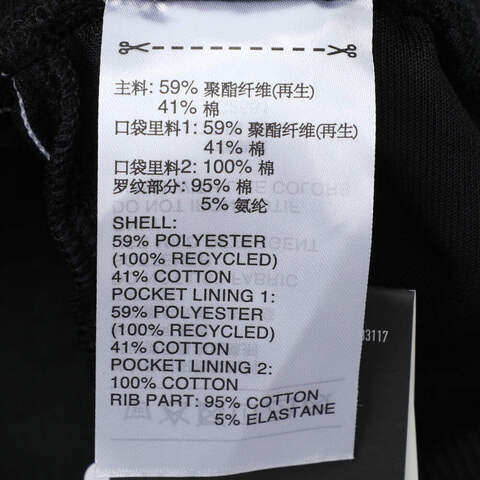 主料: 59% 聚酯纤维(再生)
41% 棉
口袋里料1: 59% 聚酯纤维(再生)
41% 棉
口袋里料2: 100% 棉
罗纹部分: 95% 棉
5% 氨纶
SHELL:
59% POLYESTER
(100% RECYCLED)
41% COTTON
POCKET LINING 1:
59% POLYESTER
(100% RECYCLED)
41% COTTON
POCKET LINING 2:
100% COTTON
RIB PART: 95% COTTON
5% ELASTANE